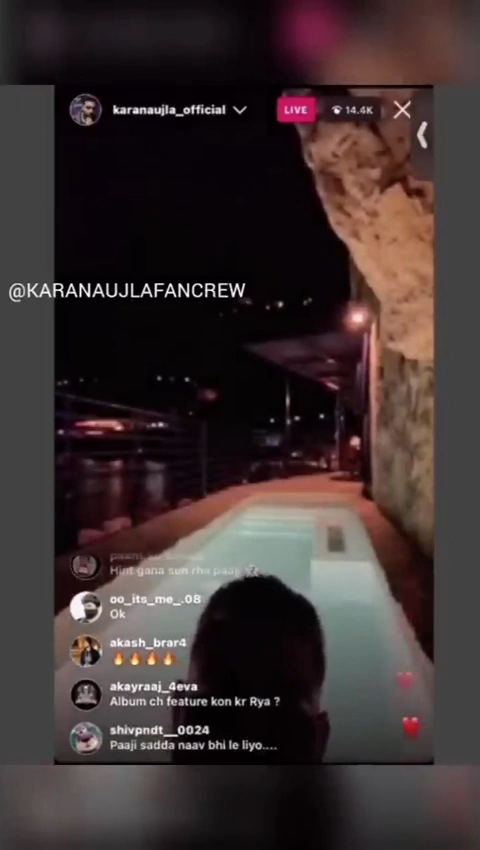 karanaujla_official
LIVE
14.4K
@KARANAUJLAFANCREW
Hint gana sun rha paaji
oo_its_me_.08
Ok
akash_brar4
🔥🔥🔥🔥
akayraaj_4eva
Album ch feature kon kr Rya ?
shivpndt__0024
Paaji sadda naav bhi le liyo....